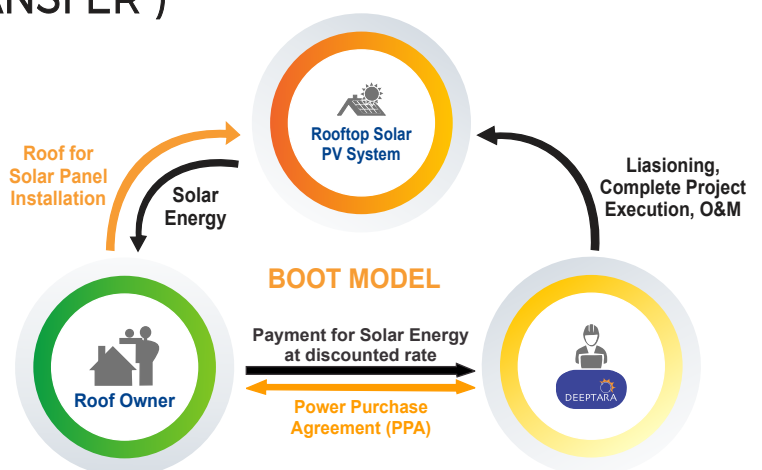 ANSFER )
Rooftop Solar
PV System
Roof for
Solar Panel
Installation
Solar
Energy
Liasioning,
Complete Project
Execution, O&M
BOOT MODEL
Payment for Solar Energy
at discounted rate
Power Purchase
Agreement (PPA)
Roof Owner
DEEPTARA